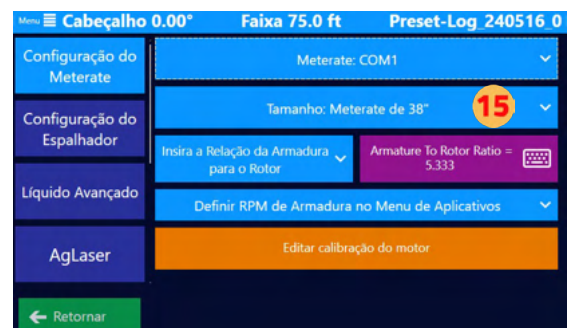 Menu Cabeçalho 0.00° Faixa 75.0 ft Preset-Log_240516_0
Configuração do
Meterate
Meterate: COM1
Tamanho: Meterate de 38"
15
Configuração do
Espalhador
Insira a Relação da Armadura
para o Rotor
Armature To Rotor Ratio =
5.333
Líquido Avançado
Definir RPM de Armadura no Menu de Aplicativos
AgLaser
Editar calibração do motor
Retornar